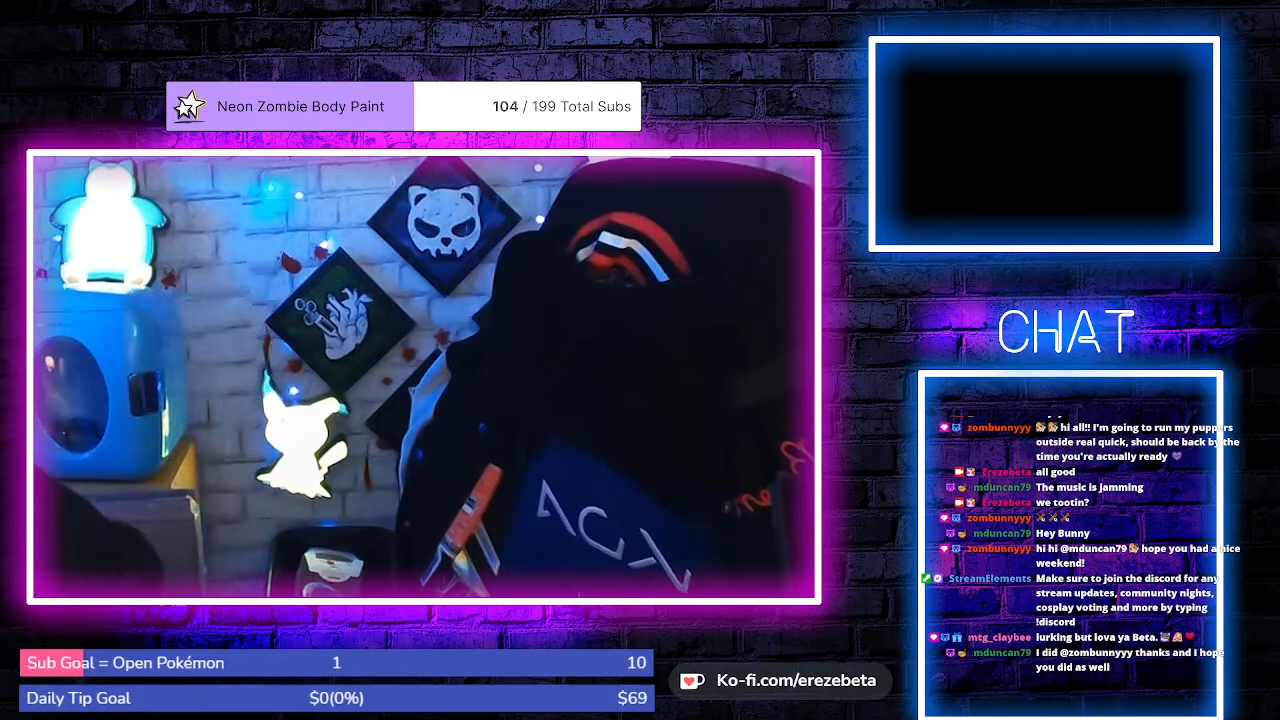 Neon Zombie Body Paint
104 / 199 Total Subs
CHAT
zombunnyyy hi all!! I'm going to run my puppers
outside real quick, should be back by the
time you're actually ready
Erezebeta all good
mduncan79 The music is jamming
Erezebeta we tootin?
zombunnyyy
mduncan79 Hey Bunny
zombunnyyy hi hi @mduncan79 hope you had a nice
weekend!
StreamElements Make sure to join the discord for any
stream updates, community nights,
cosplay voting and more by typing
!discord
mtg_claybee lurking but lova ya Beta.
mduncan79 I did @zombunnyyy thanks and I hope
you did as well
Sub Goal = Open Pokémon 1 10
Daily Tip Goal $0(0%) $69
Ko-fi.com/erezebeta